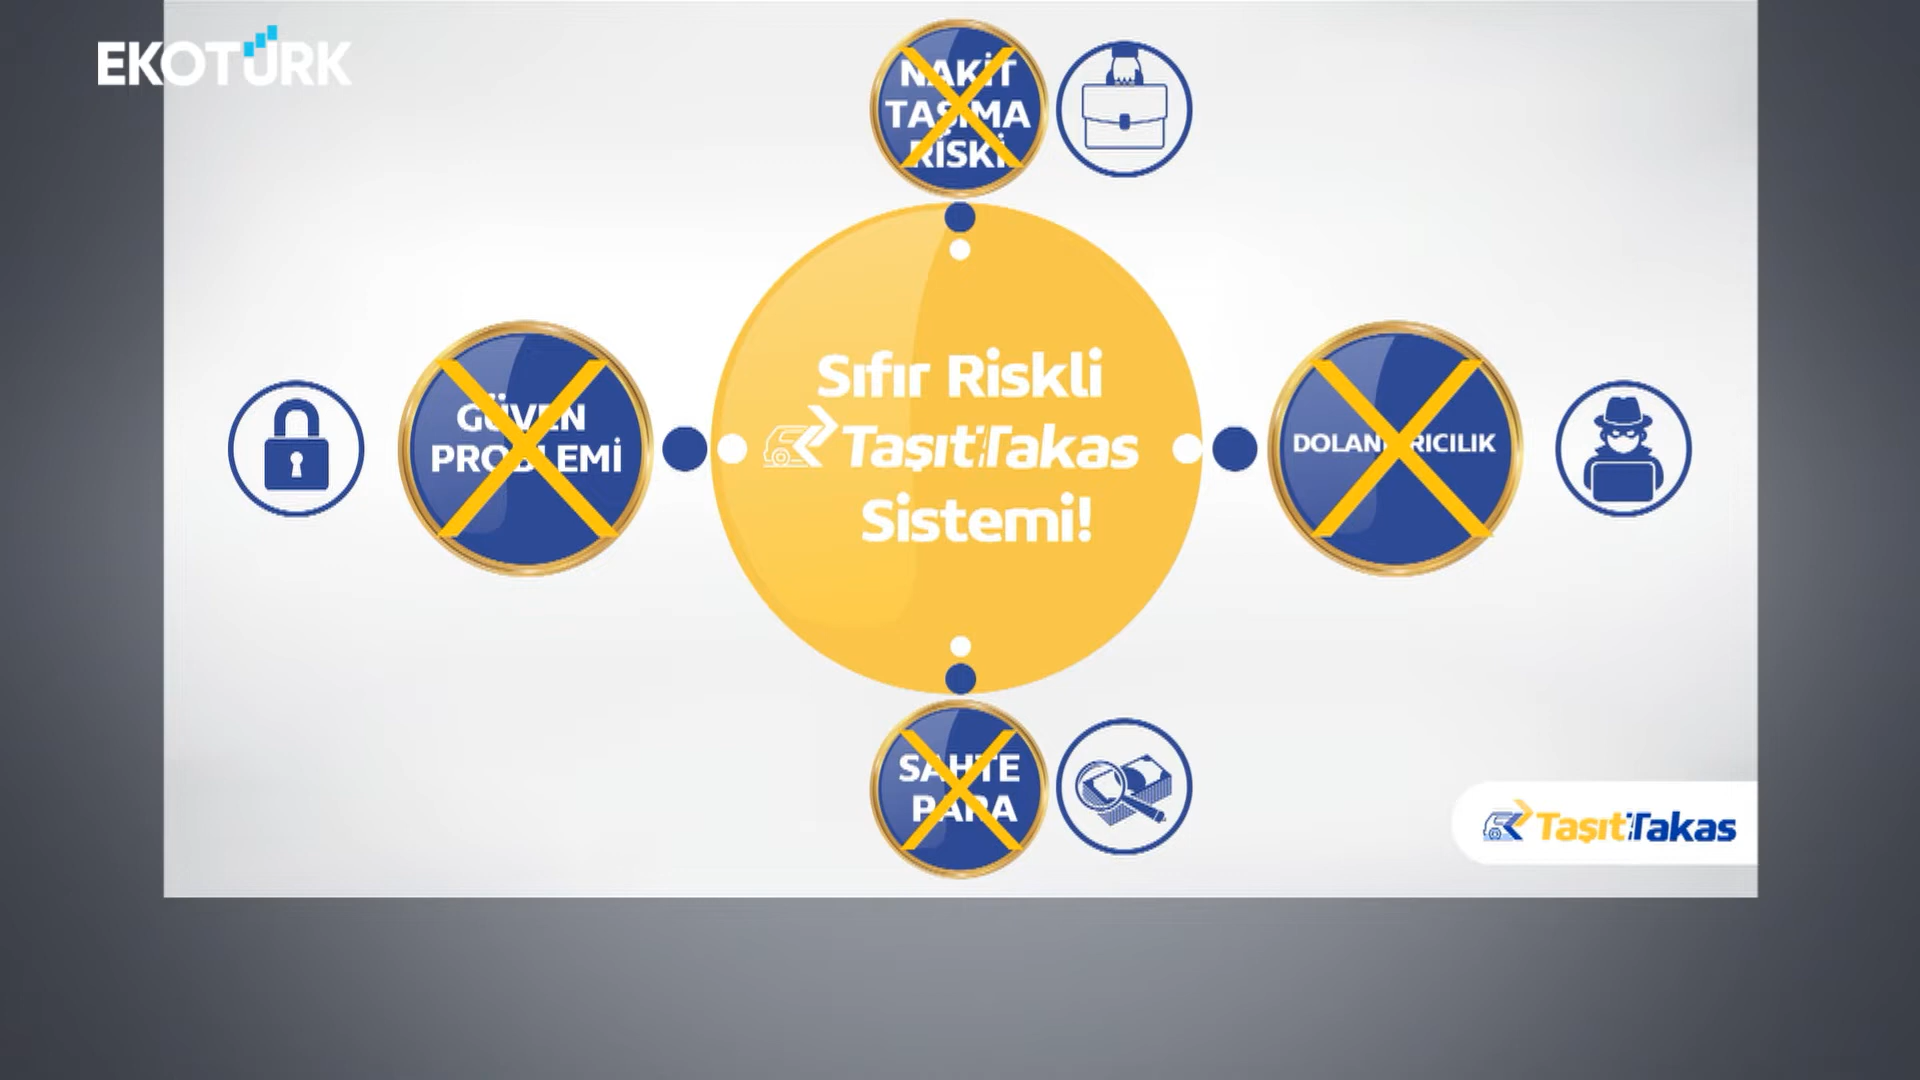 EKOTÜRK
NAKİT
TAŞIMA
RİSKİ
GÜVEN
PROBLEMİ
Sıfır Riskli
TaşıtTakas
Sistemi!
DOLANDIRICILIK
SAHTE
PARA
TaşıtTakas